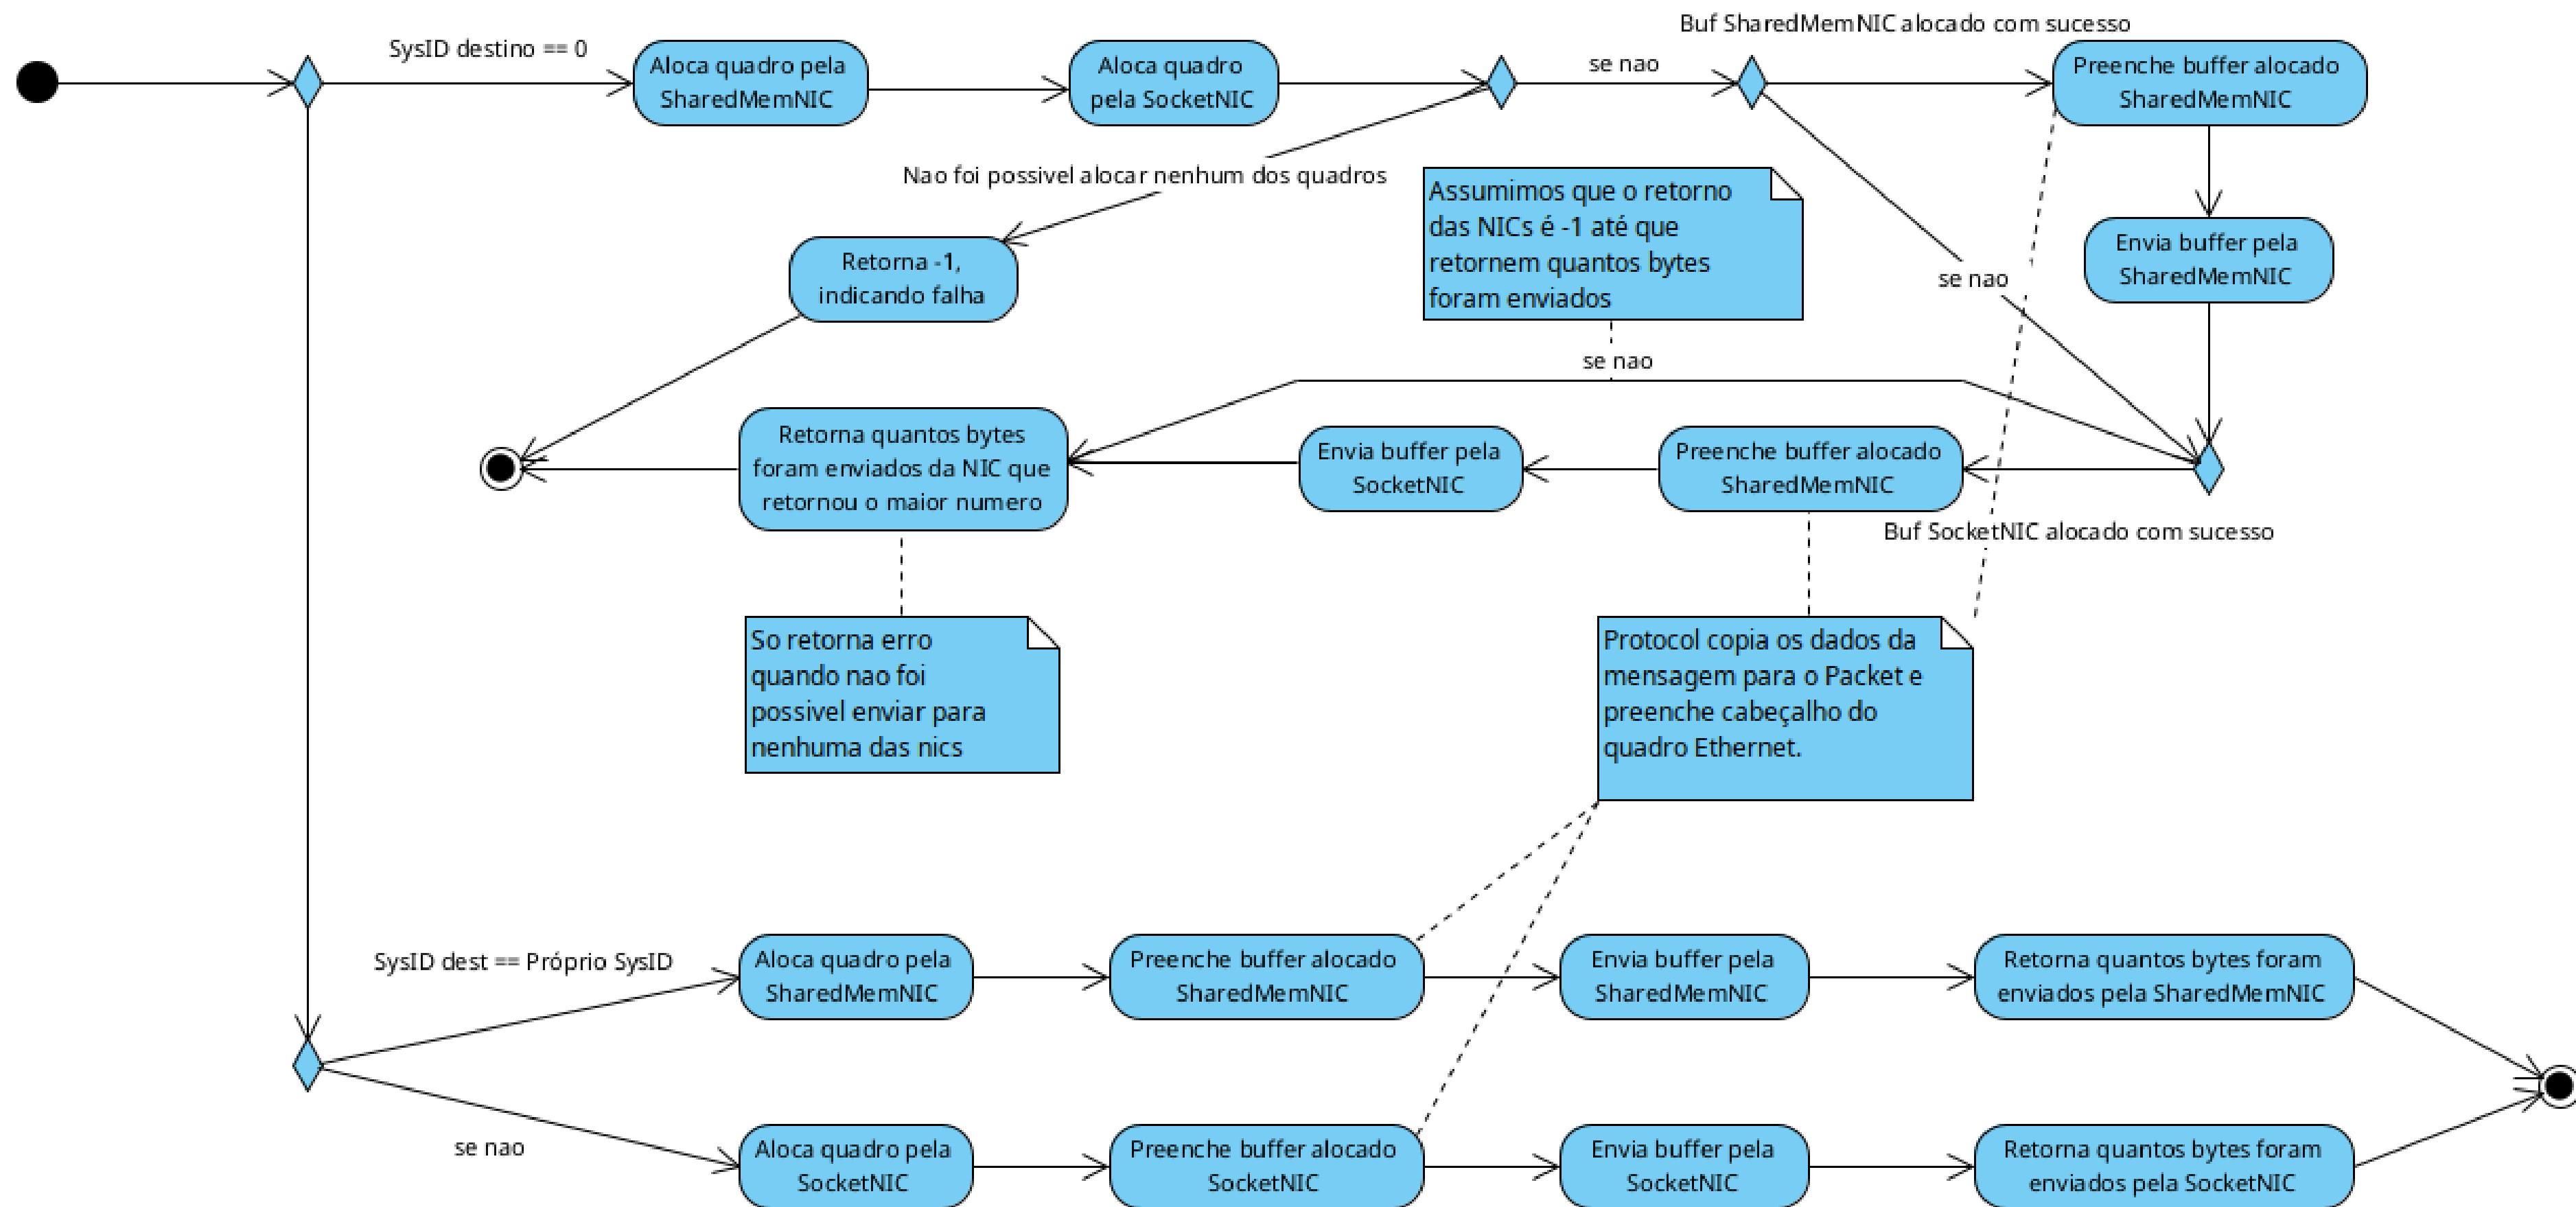 Buf SharedMemNIC alocado com sucesso
SysID destino == 0
Aloca quadro pela
SharedMemNIC
Aloca quadro
pela SocketNIC
se nao
Preenche buffer alocado
SharedMemNIC
Nao foi possivel alocar nenhum dos quadros
Assumimos que o retorno
das NICs é -1 até que
retornem quantos bytes
foram enviados
Retorna -1,
indicando falha
se nao
Envia buffer pela
SharedMemNIC
se nao
Retorna quantos bytes
foram enviados da NIC que
retornou o maior numero
Envia buffer pela
SocketNIC
Preenche buffer alocado
SharedMemNIC
Buf SocketNIC alocado com sucesso
So retorna erro
quando nao foi
possivel enviar para
nenhuma das nics
Protocol copia os dados da
mensagem para o Packet e
preenche cabeçalho do
quadro Ethernet.
SysID dest == Próprio SysID
Aloca quadro pela
SharedMemNIC
Preenche buffer alocado
SharedMemNIC
Envia buffer pela
SharedMemNIC
Retorna quantos bytes foram
enviados pela SharedMemNIC
se nao
Aloca quadro pela
SocketNIC
Preenche buffer alocado
SocketNIC
Envia buffer pela
SocketNIC
Retorna quantos bytes foram
enviados pela SocketNIC